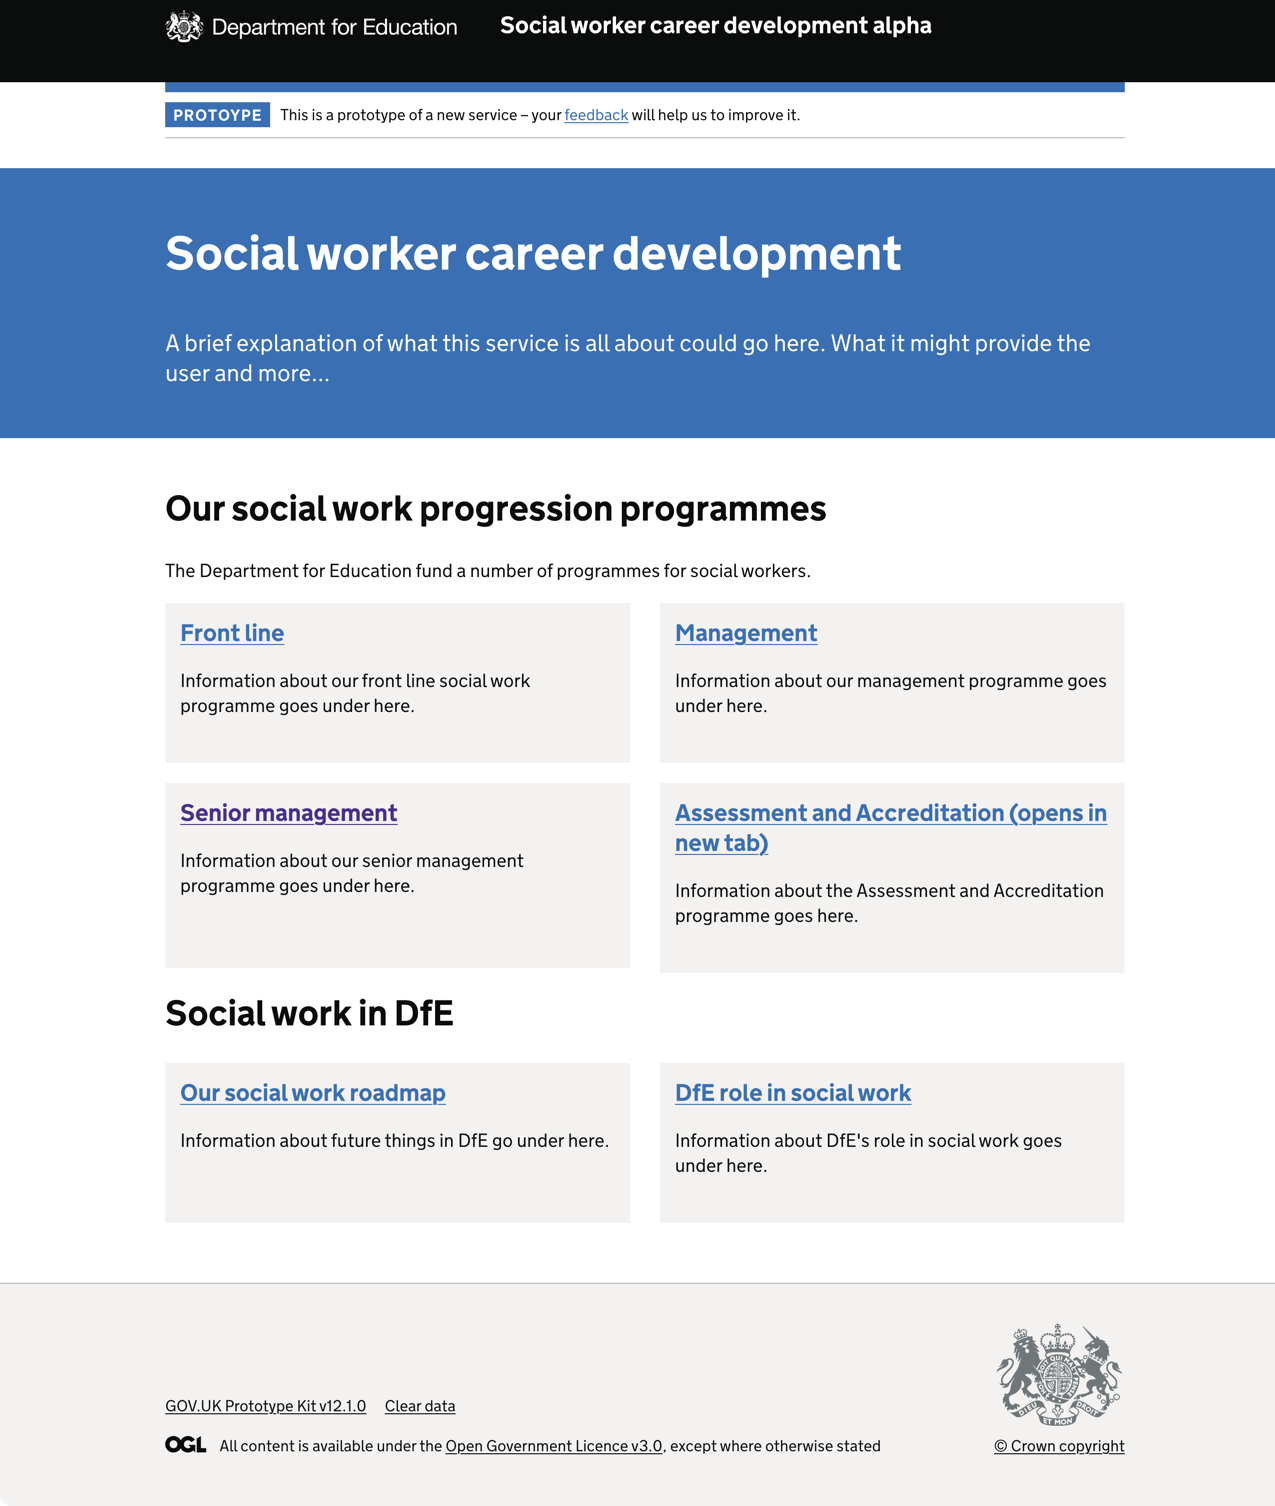 Department for Education
Social worker career development alpha
PROTOYPE
This is a prototype of a new service – your feedback will help us to improve it.
Social worker career development
A brief explanation of what this service is all about could go here. What it might provide the
user and more...
Our social work progression programmes
The Department for Education fund a number of programmes for social workers.
Front line
Information about our front line social work
programme goes under here.
Management
Information about our management programme goes
under here.
Senior management
Information about our senior management
programme goes under here.
Assessment and Accreditation (opens in
new tab)
Information about the Assessment and Accreditation
programme goes here.
Social work in DfE
Our social work roadmap
Information about future things in DfE go under here.
DfE role in social work
Information about DfE's role in social work goes
under here.
GOV.UK Prototype Kit v12.1.0
Clear data
OGL
All content is available under the Open Government Licence v3.0, except where otherwise stated
DIEU ET MON DROIT
© Crown copyright